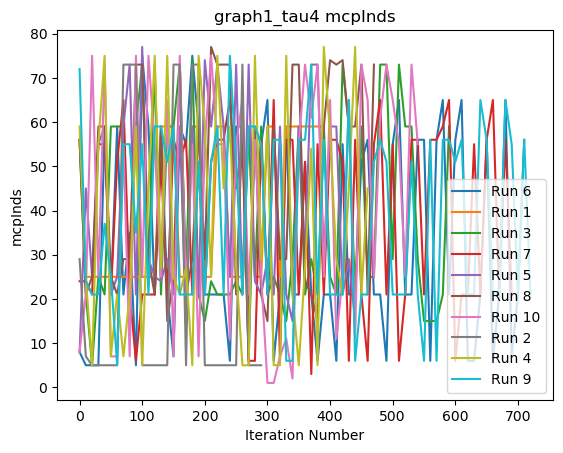 graph1_tau4 mcpInds
80
70
60
50
40
30
20
10
0
mcpInds
0 100 200 300 400 500 600 700
Iteration Number
Run 6
Run 1
Run 3
Run 7
Run 5
Run 8
Run 10
Run 2
Run 4
Run 9